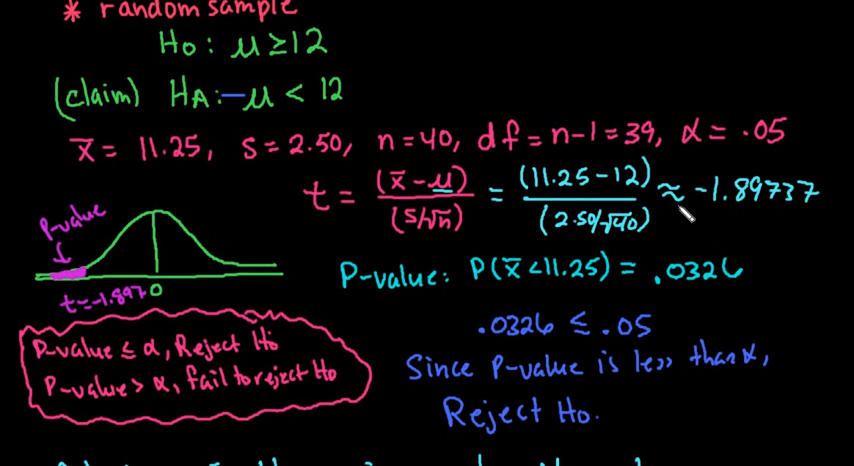 * random sample
Ho: μ ≥ 12
(claim) HA: μ < 12
x̄ = 11.25, s = 2.50, n = 40, df = n-1 = 39, α = .05
t = (x̄ - μ) / (s/√n) = (11.25 - 12) / (2.50/√40) ≈ -1.89737
P-value
t = -1.897 0
P-value: P(x̄ < 11.25) = .0326
.0326 ≤ .05
P-value ≤ α, Reject Ho
P-value > α, fail to reject Ho
Since P-value is less than α,
Reject Ho.